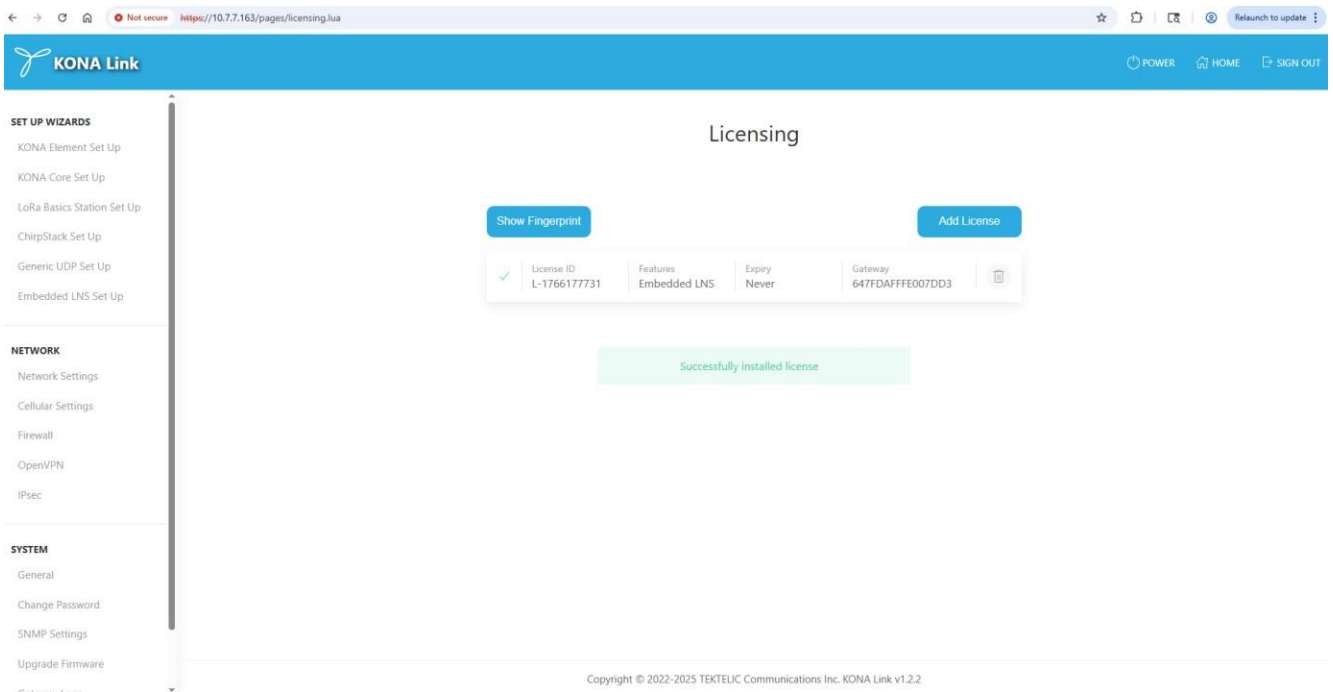 Not secure https://10.7.7.163/pages/licensing.lua Relaunch to update
KONA Link POWER HOME SIGN OUT
SET UP WIZARDS
KONA Element Set Up
KONA Core Set Up
LoRa Basics Station Set Up
ChirpStack Set Up
Generic UDP Set Up
Embedded LNS Set Up
NETWORK
Network Settings
Cellular Settings
Firewall
OpenVPN
IPsec
SYSTEM
General
Change Password
SNMP Settings
Upgrade Firmware
Licensing
Show Fingerprint Add License
License ID Features Expiry Gateway
L-1766177731 Embedded LNS Never 647FDAFFFE007DD3
Successfully installed license
Copyright © 2022-2025 TEKTELIC Communications Inc. KONA Link v1.2.2